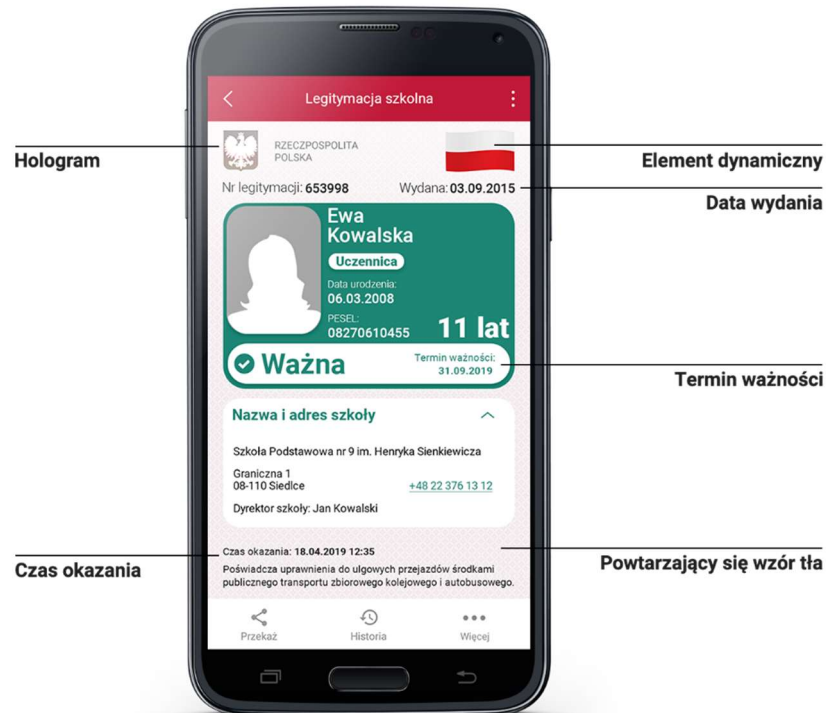 Legitymacja szkolna
Hologram
RZECZPOSPOLITA
POLSKA
Element dynamiczny
Nr legitymacji: 653998
Wydana: 03.09.2015
Data wydania
Ewa
Kowalska
Uczennica
Data urodzenia:
06.03.2008
PESEL:
08270610455
11 lat
Ważna
Termin ważności:
31.09.2019
Termin ważności
Nazwa i adres szkoły
Szkoła Podstawowa nr 9 im. Henryka Sienkiewicza
Graniczna 1
08-110 Siedlce
+48 22 376 13 12
Dyrektor szkoły: Jan Kowalski
Czas okazania: 18.04.2019 12:35
Czas okazania
Powtarzający się wzór tła
Poświadcza uprawnienia do ulgowych przejazdów środkami
publicznego transportu zbiorowego kolejowego i autobusowego.
Przekaż
Historia
Więcej